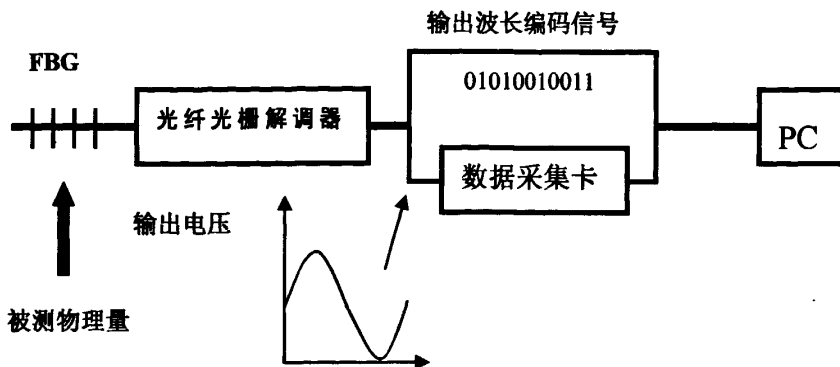 输出波长编码信号
FBG
01010010011
光纤光栅解调器
PC
数据采集卡
输出电压
被测物理量